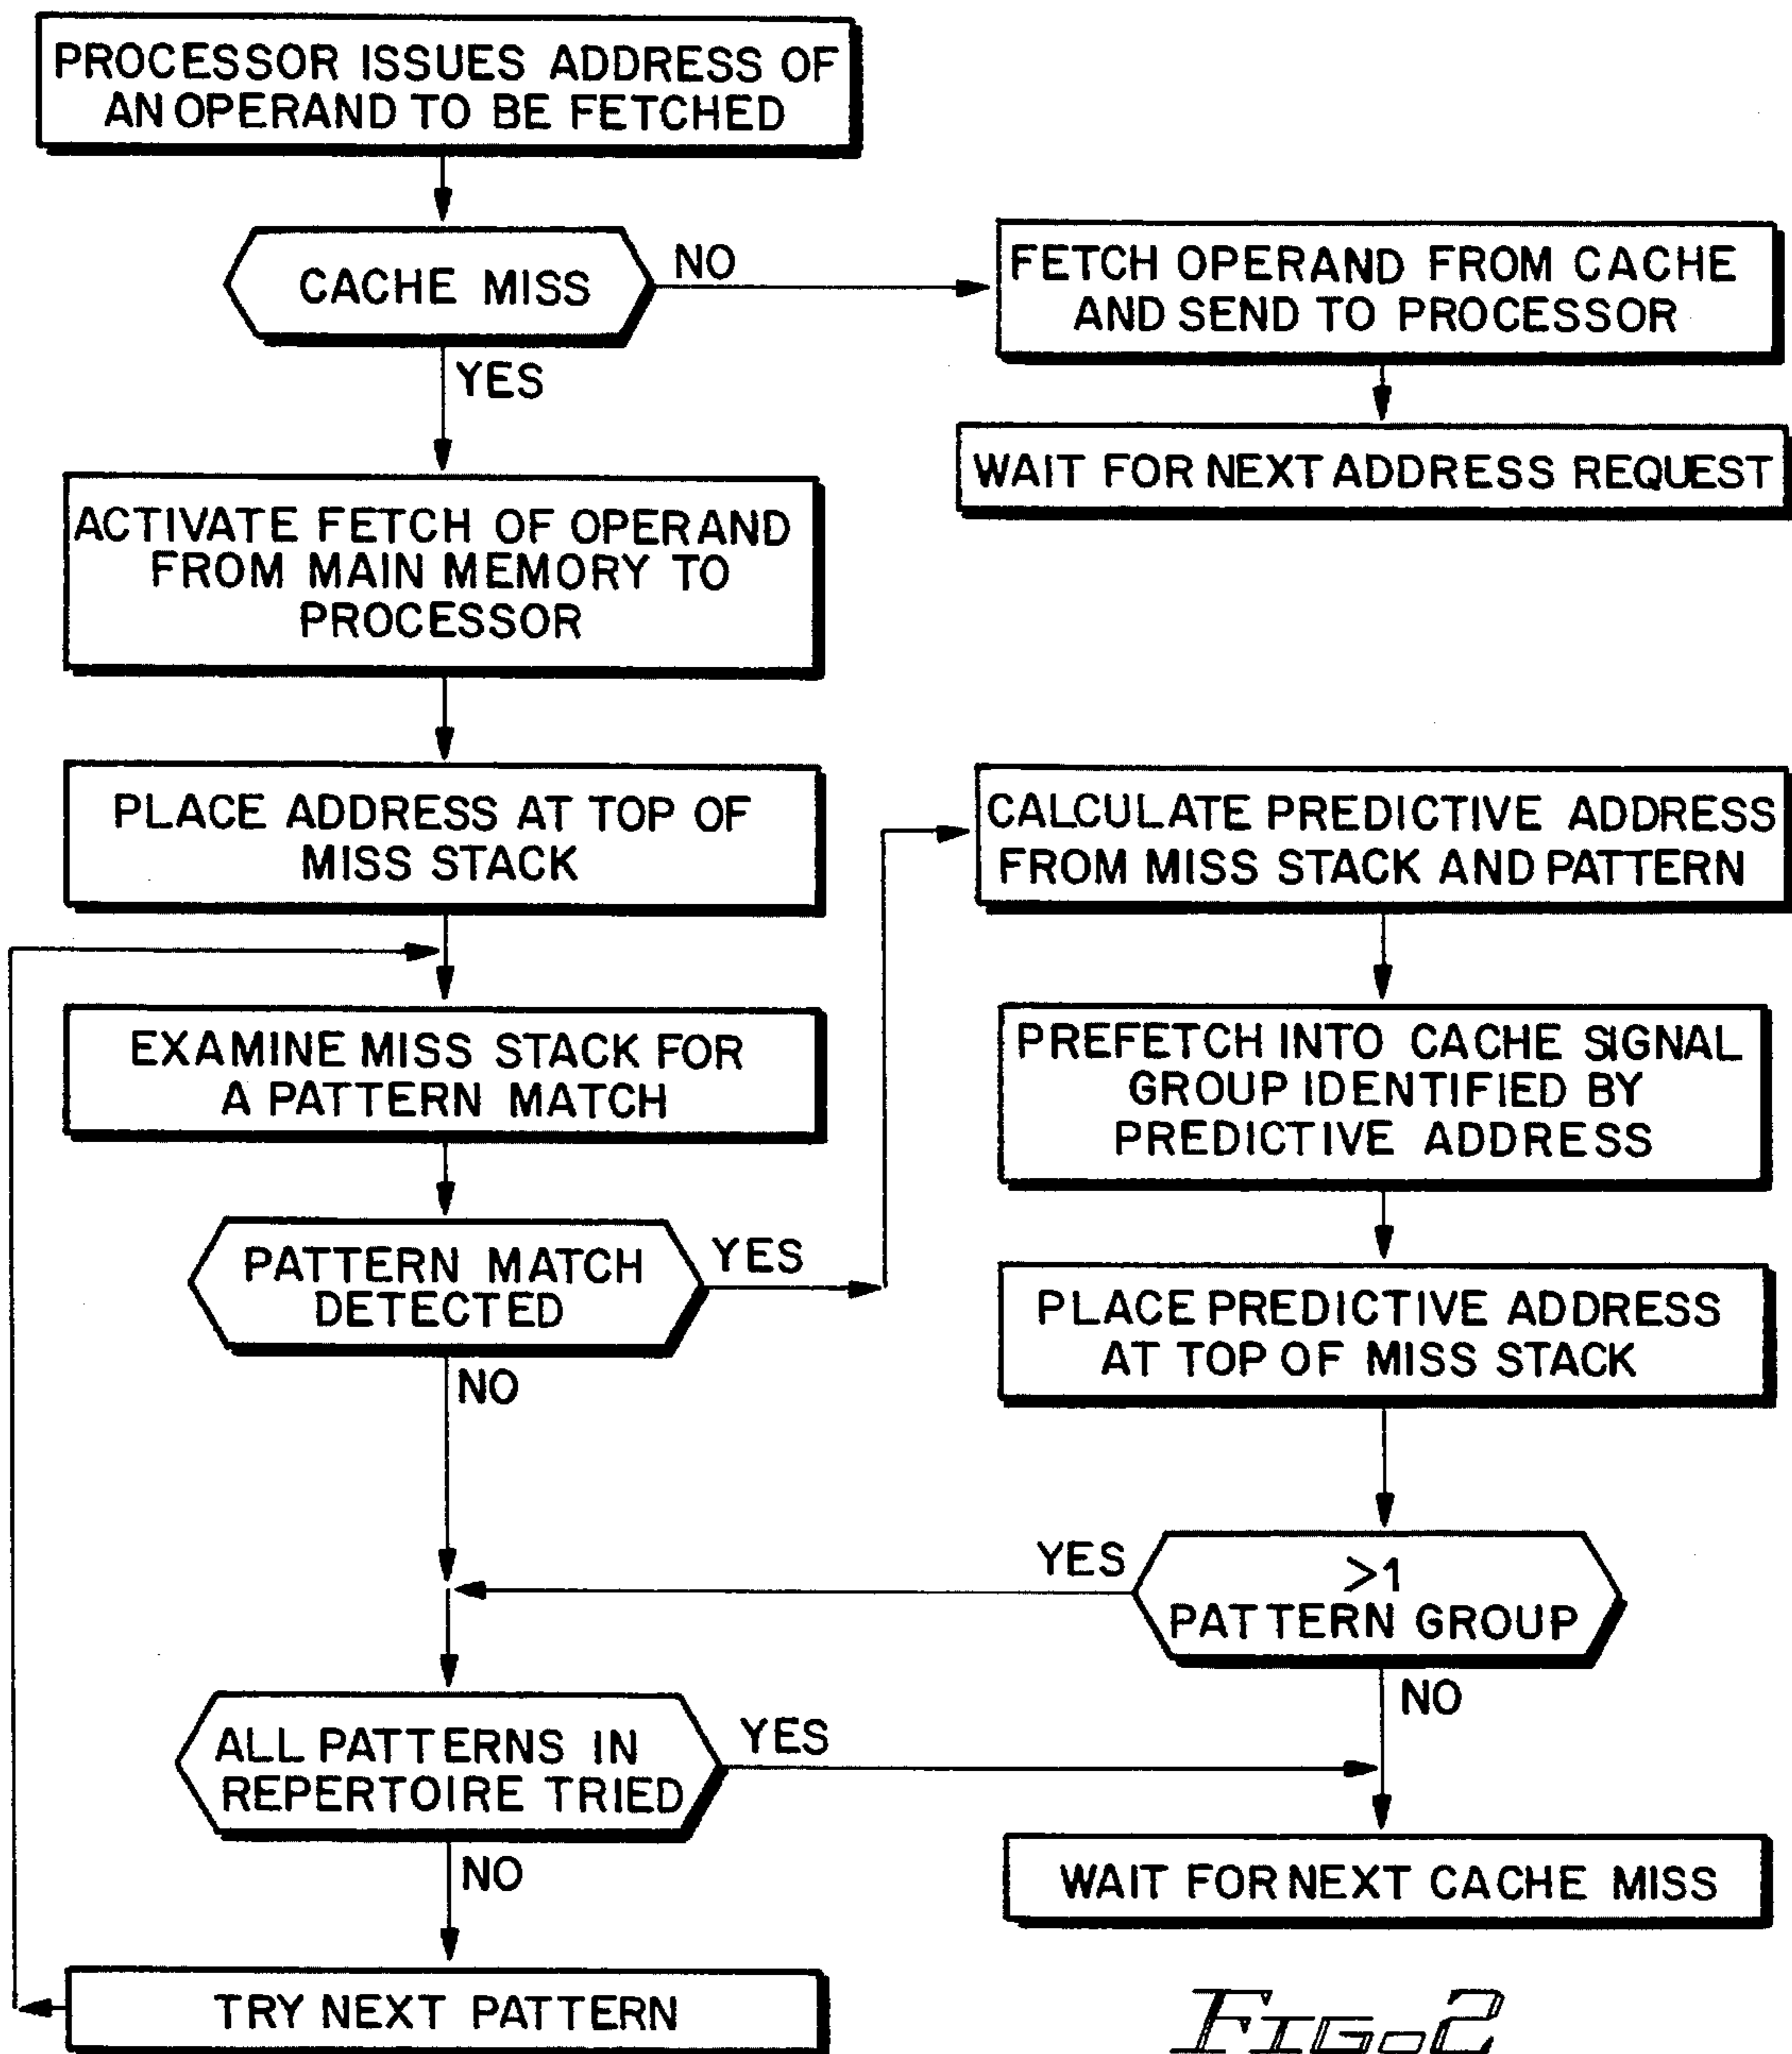 PROCESSOR ISSUES ADDRESS OF
AN OPERAND TO BE FETCHED
CACHE MISS
NO
YES
FETCH OPERAND FROM CACHE
AND SEND TO PROCESSOR
WAIT FOR NEXT ADDRESS REQUEST
ACTIVATE FETCH OF OPERAND
FROM MAIN MEMORY TO
PROCESSOR
PLACE ADDRESS AT TOP OF
MISS STACK
EXAMINE MISS STACK FOR
A PATTERN MATCH
PATTERN MATCH
DETECTED
YES
NO
CALCULATE PREDICTIVE ADDRESS
FROM MISS STACK AND PATTERN
PREFETCH INTO CACHE SIGNAL
GROUP IDENTIFIED BY
PREDICTIVE ADDRESS
PLACE PREDICTIVE ADDRESS
AT TOP OF MISS STACK
>1
PATTERN GROUP
YES
NO
ALL PATTERNS IN
REPERTOIRE TRIED
YES
NO
WAIT FOR NEXT CACHE MISS
TRY NEXT PATTERN
FIG.2